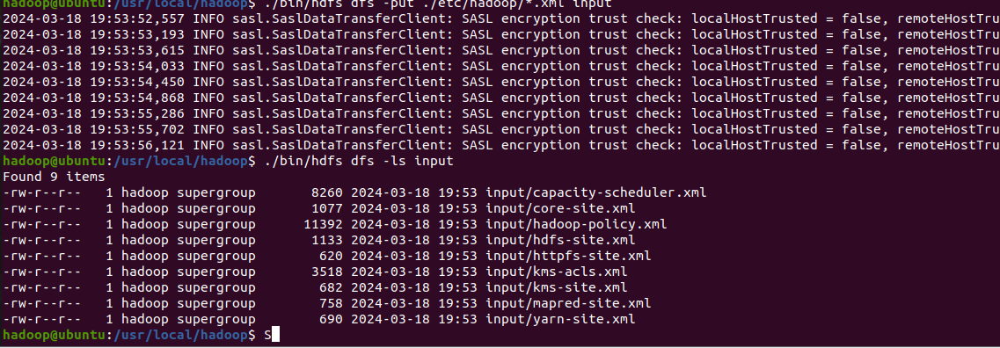 hadoop@ubuntu:/usr/local/hadoop$ ./bin/hdfs dfs -put ./etc/hadoop/*.xml input
2024-03-18 19:53:52,557 INFO sasl.SaslDataTransferClient: SASL encryption trust check: localHostTrusted = false, remoteHostTru
2024-03-18 19:53:53,193 INFO sasl.SaslDataTransferClient: SASL encryption trust check: localHostTrusted = false, remoteHostTru
2024-03-18 19:53:53,615 INFO sasl.SaslDataTransferClient: SASL encryption trust check: localHostTrusted = false, remoteHostTru
2024-03-18 19:53:54,033 INFO sasl.SaslDataTransferClient: SASL encryption trust check: localHostTrusted = false, remoteHostTru
2024-03-18 19:53:54,450 INFO sasl.SaslDataTransferClient: SASL encryption trust check: localHostTrusted = false, remoteHostTru
2024-03-18 19:53:54,868 INFO sasl.SaslDataTransferClient: SASL encryption trust check: localHostTrusted = false, remoteHostTru
2024-03-18 19:53:55,286 INFO sasl.SaslDataTransferClient: SASL encryption trust check: localHostTrusted = false, remoteHostTru
2024-03-18 19:53:55,702 INFO sasl.SaslDataTransferClient: SASL encryption trust check: localHostTrusted = false, remoteHostTru
2024-03-18 19:53:56,121 INFO sasl.SaslDataTransferClient: SASL encryption trust check: localHostTrusted = false, remoteHostTru
hadoop@ubuntu:/usr/local/hadoop$ ./bin/hdfs dfs -ls input
Found 9 items
-rw-r--r--   1 hadoop supergroup       8260 2024-03-18 19:53 input/capacity-scheduler.xml
-rw-r--r--   1 hadoop supergroup       1077 2024-03-18 19:53 input/core-site.xml
-rw-r--r--   1 hadoop supergroup      11392 2024-03-18 19:53 input/hadoop-policy.xml
-rw-r--r--   1 hadoop supergroup       1133 2024-03-18 19:53 input/hdfs-site.xml
-rw-r--r--   1 hadoop supergroup        620 2024-03-18 19:53 input/httpfs-site.xml
-rw-r--r--   1 hadoop supergroup       3518 2024-03-18 19:53 input/kms-acls.xml
-rw-r--r--   1 hadoop supergroup        682 2024-03-18 19:53 input/kms-site.xml
-rw-r--r--   1 hadoop supergroup        758 2024-03-18 19:53 input/mapred-site.xml
-rw-r--r--   1 hadoop supergroup        690 2024-03-18 19:53 input/yarn-site.xml
hadoop@ubuntu:/usr/local/hadoop$ S